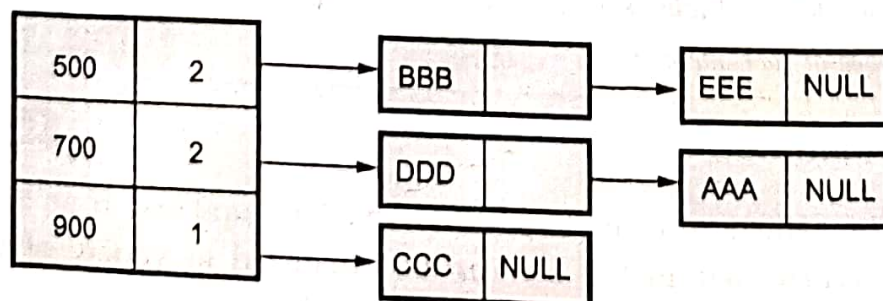 500 2 BBB EEE NULL
700 2 DDD AAA NULL
900 1 CCC NULL